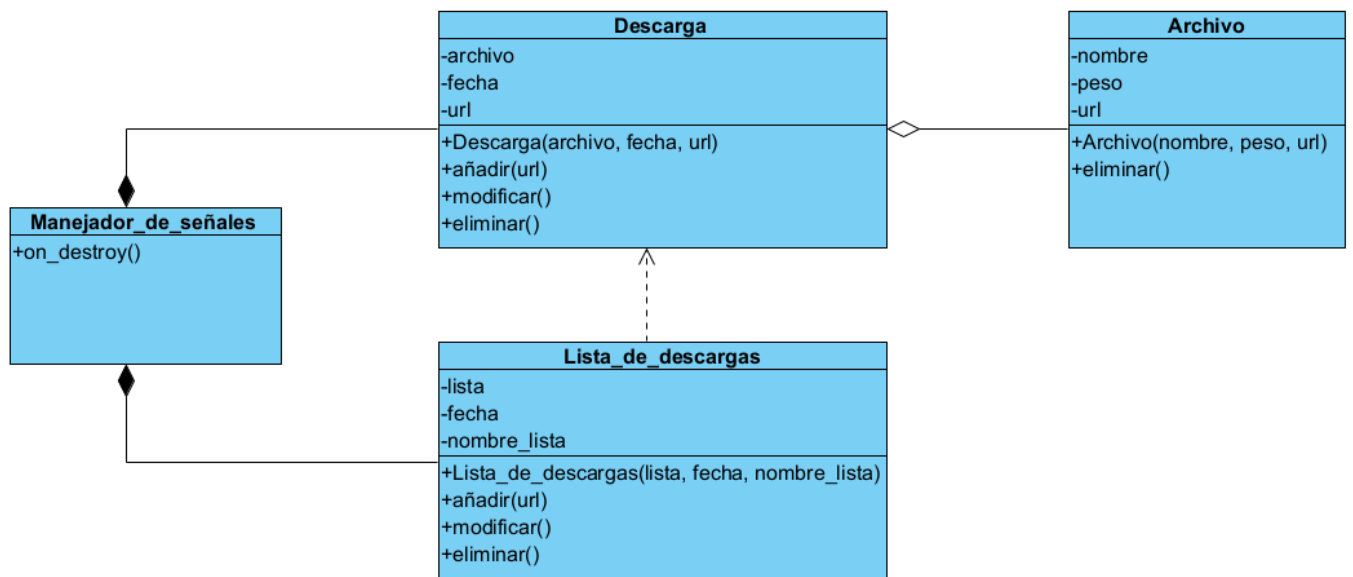 Descarga
-archivo
-fecha
-url
+Descarga(archivo, fecha, url)
+añadir(url)
+modificar()
+eliminar()
Archivo
-nombre
-peso
-url
+Archivo(nombre, peso, url)
+eliminar()
Manejador_de_señales
+on_destroy()
Lista_de_descargas
-lista
-fecha
-nombre_lista
+Lista_de_descargas(lista, fecha, nombre_lista)
+añadir(url)
+modificar()
+eliminar()